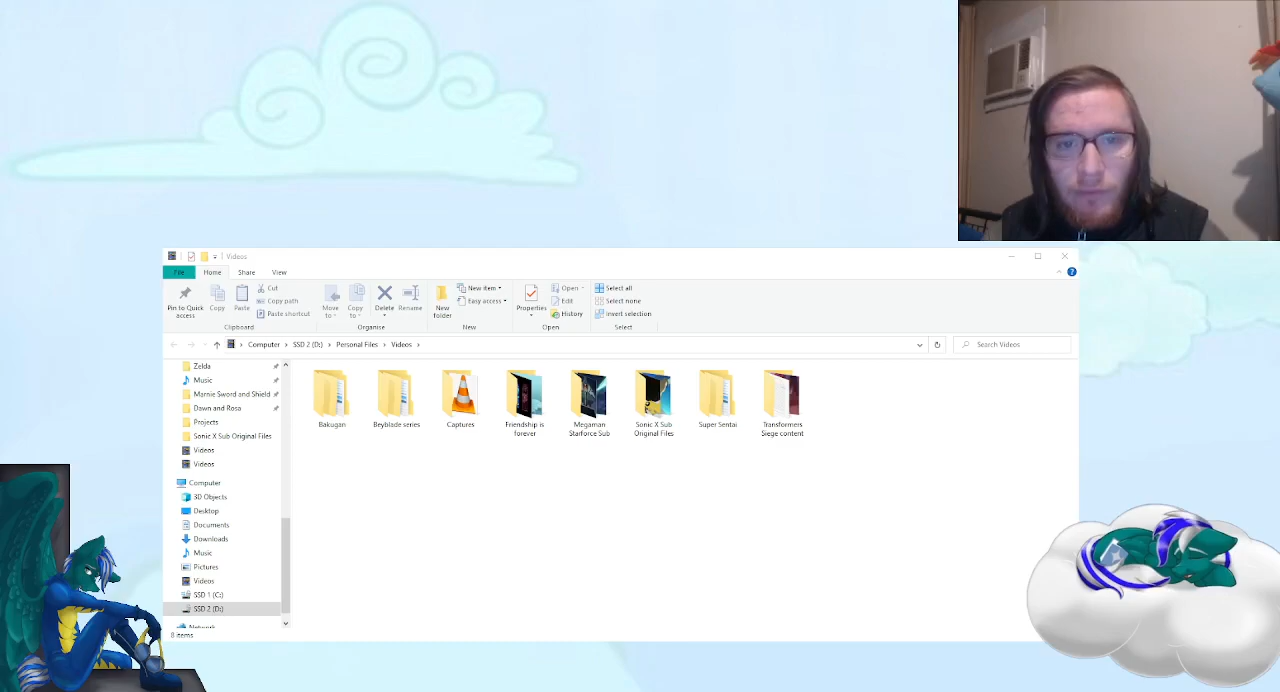 Videos
File Home Share View
Pin to Quick access
Copy
Paste
Cut
Copy path
Paste shortcut
Clipboard
Move to
Copy to
Delete
Rename
Organise
New folder
New item
Easy access
New
Properties
Open
Edit
History
Open
Select all
Select none
Invert selection
Select
Computer > SSD 2 (D:) > Personal Files > Videos >
Search Videos
Zelda
Music
Marnie Sword and Shield
Dawn and Rosa
Projects
Sonic X Sub Original Files
Videos
Videos
Computer
3D Objects
Desktop
Documents
Downloads
Music
Pictures
Videos
SSD 1 (C:)
SSD 2 (D:)
Network
8 items
Bakugan
Beyblade series
Captures
Friendship is
forever
Megaman
Starforce Sub
Sonic X Sub
Original Files
Super Sentai
Transformers
Siege content